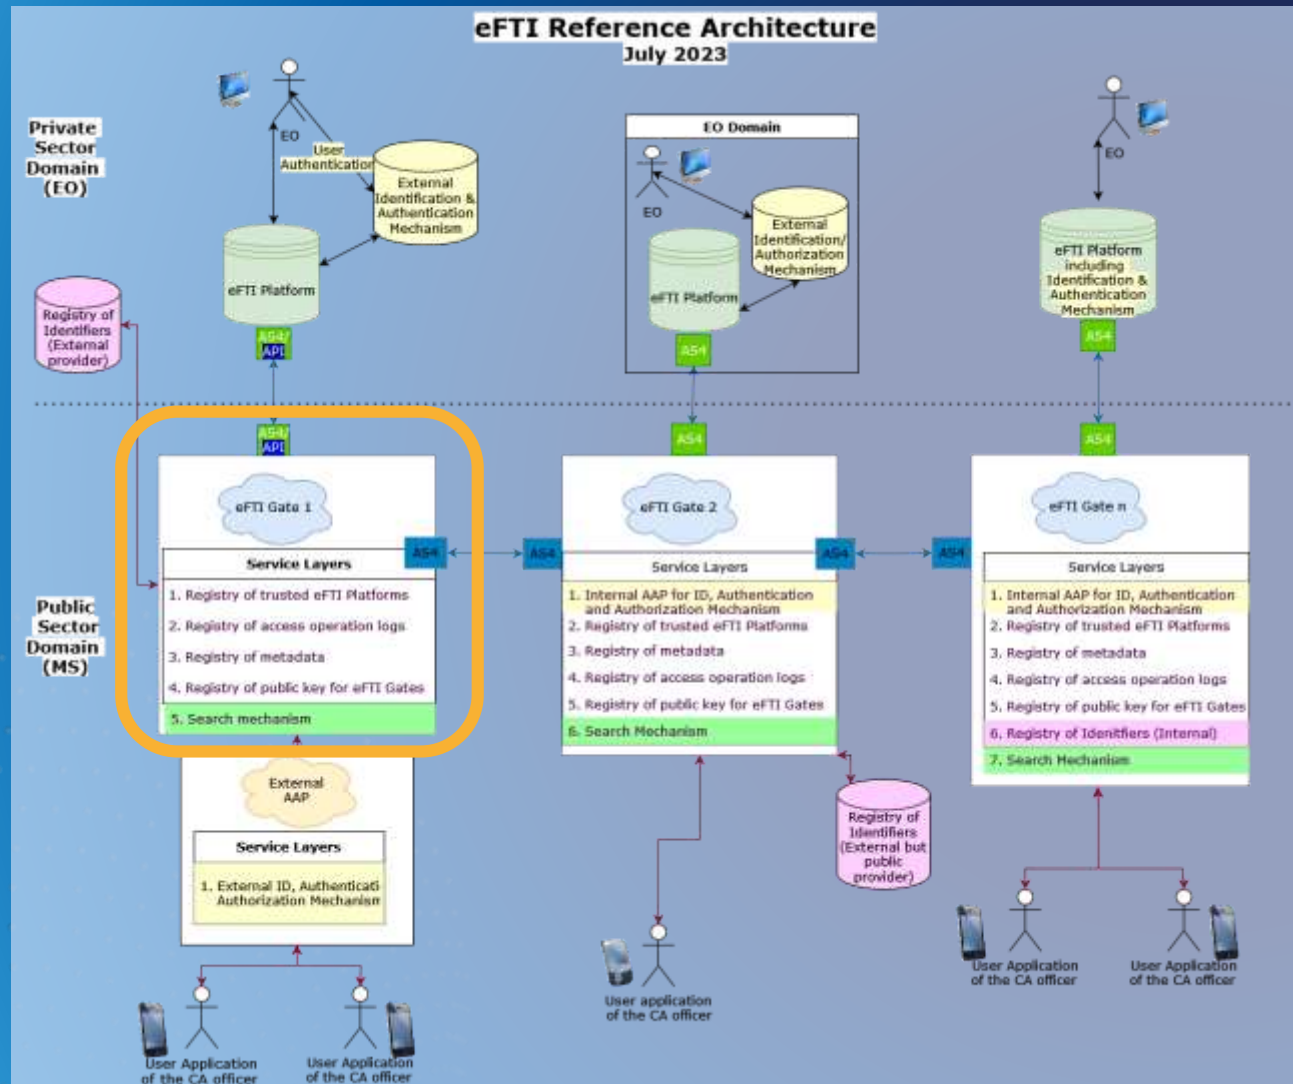 eFTI Reference Architecture
July 2023
Private
Sector
Domain
(EO)
EO
User
Authentication
External
Identification &
Authentication
Mechanism
eFTI Platform
AS4/
API
Registry of
Identifiers
(External
provider)
EO Domain
EO
External
Identification/
Authorization
Mechanism
eFTI Platform
AS4
EO
eFTI Platform
including
Identification &
Authentication
Mechanism
AS4
Public
Sector
Domain
(MS)
AS4/
API
eFTI Gate 1
AS4
Service Layers
1. Registry of trusted eFTI Platforms
2. Registry of access operation logs
3. Registry of metadata
4. Registry of public key for eFTI Gates
5. Search mechanism
External
AAP
Service Layers
1. External ID, Authenticati
Authorization Mechanism
User Application
of the CA officer
User Application
of the CA officer
AS4
eFTI Gate 2
AS4
AS4
Service Layers
1. Internal AAP for ID, Authentication
and Authorization Mechanism
2. Registry of trusted eFTI Platforms
3. Registry of metadata
4. Registry of access operation logs
5. Registry of public key for eFTI Gates
6. Search Mechanism
Registry of
Identifiers
(External but
public
provider)
User application
of the CA officer
AS4
eFTI Gate n
AS4
Service Layers
1. Internal AAP for ID, Authentication
and Authorization Mechanism
2. Registry of trusted eFTI Platforms
3. Registry of metadata
4. Registry of access operation logs
5. Registry of public key for eFTI Gates
6. Registry of Idenitfiers (Internal)
7. Search Mechanism
User Application
of the CA officer
User Application
of the CA officer